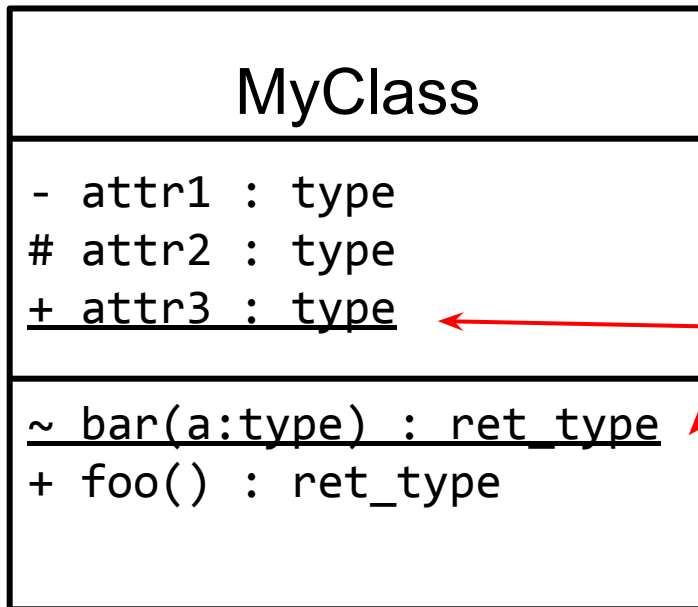 MyClass
- attr1 : type
# attr2 : type
+ attr3 : type
~ bar(a:type) : ret_type
+ foo() : ret_type